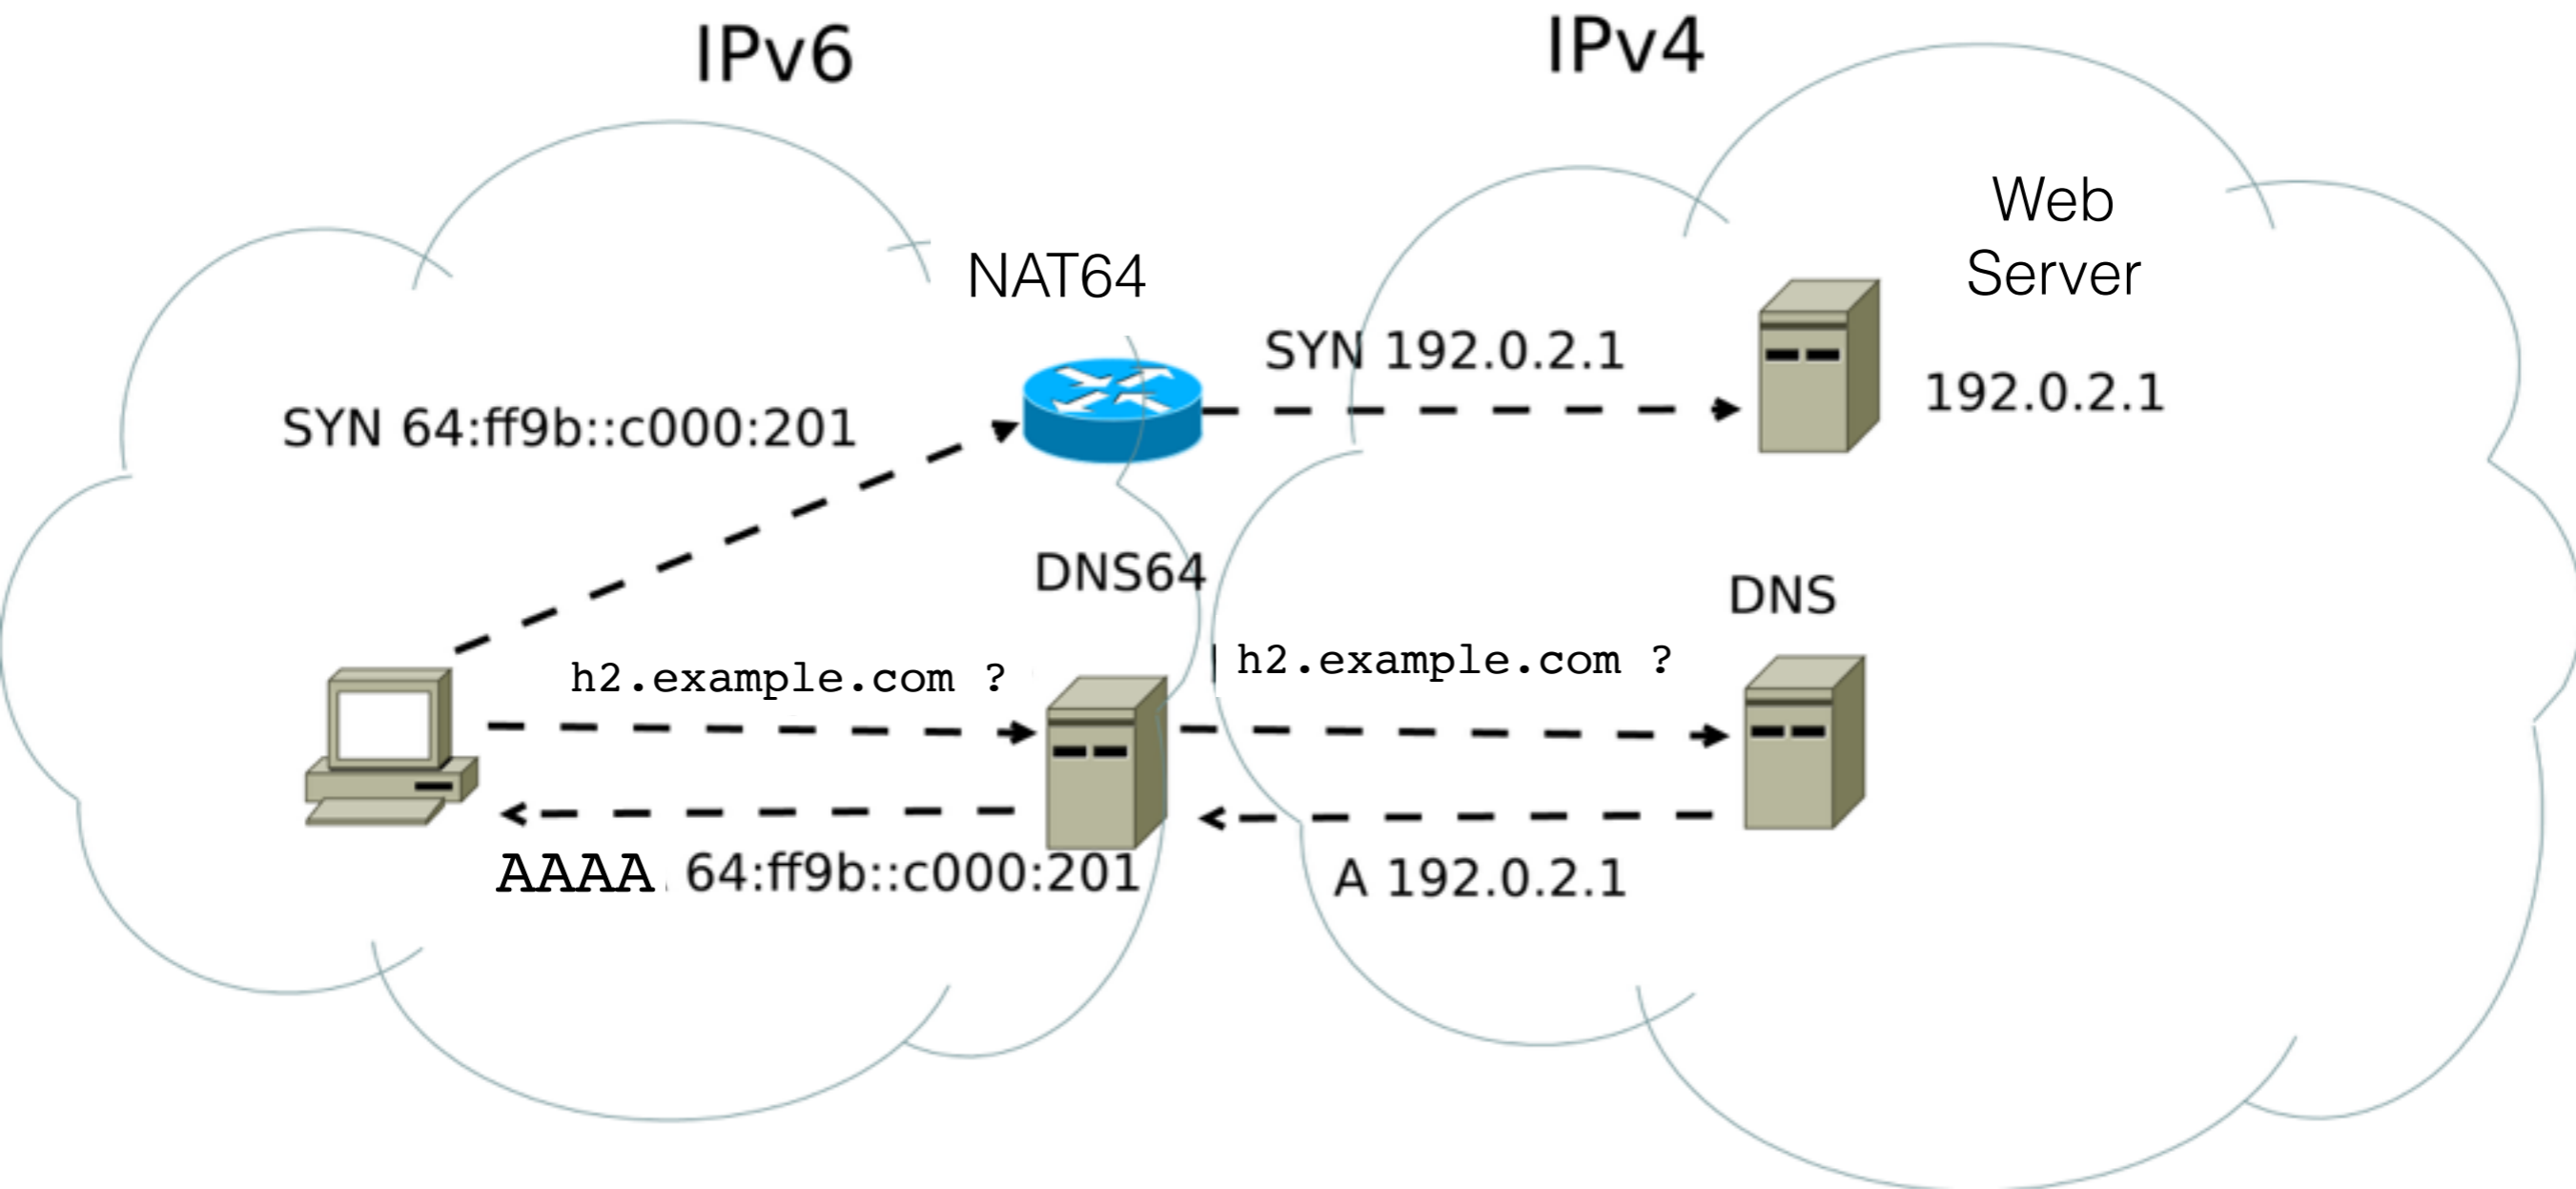 IPv6
IPv4
Web
Server
NAT64
SYN 192.0.2.1
192.0.2.1
SYN 64:ff9b::c000:201
DNS64
DNS
h2.example.com ?
h2.example.com ?
AAAA 64:ff9b::c000:201
A 192.0.2.1